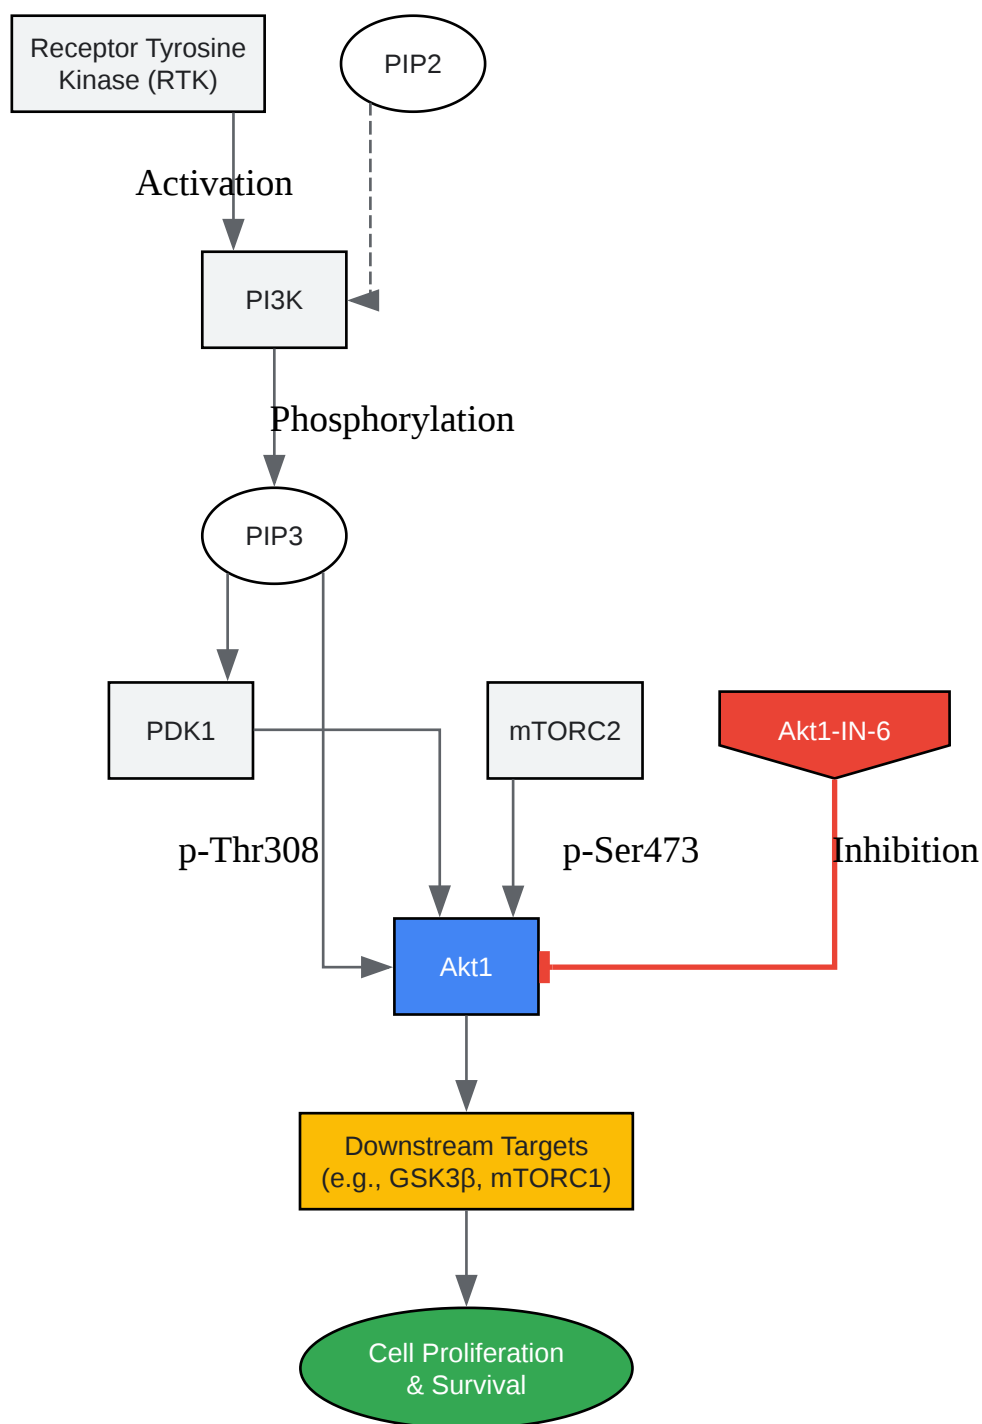 Receptor Tyrosine
Kinase (RTK)
PIP2
Activation
PI3K
Phosphorylation
PIP3
PDK1
mTORC2
Akt1-IN-6
p-Thr308
p-Ser473
Inhibition
Akt1
Downstream Targets
(e.g., GSK3β, mTORC1)
Cell Proliferation
& Survival